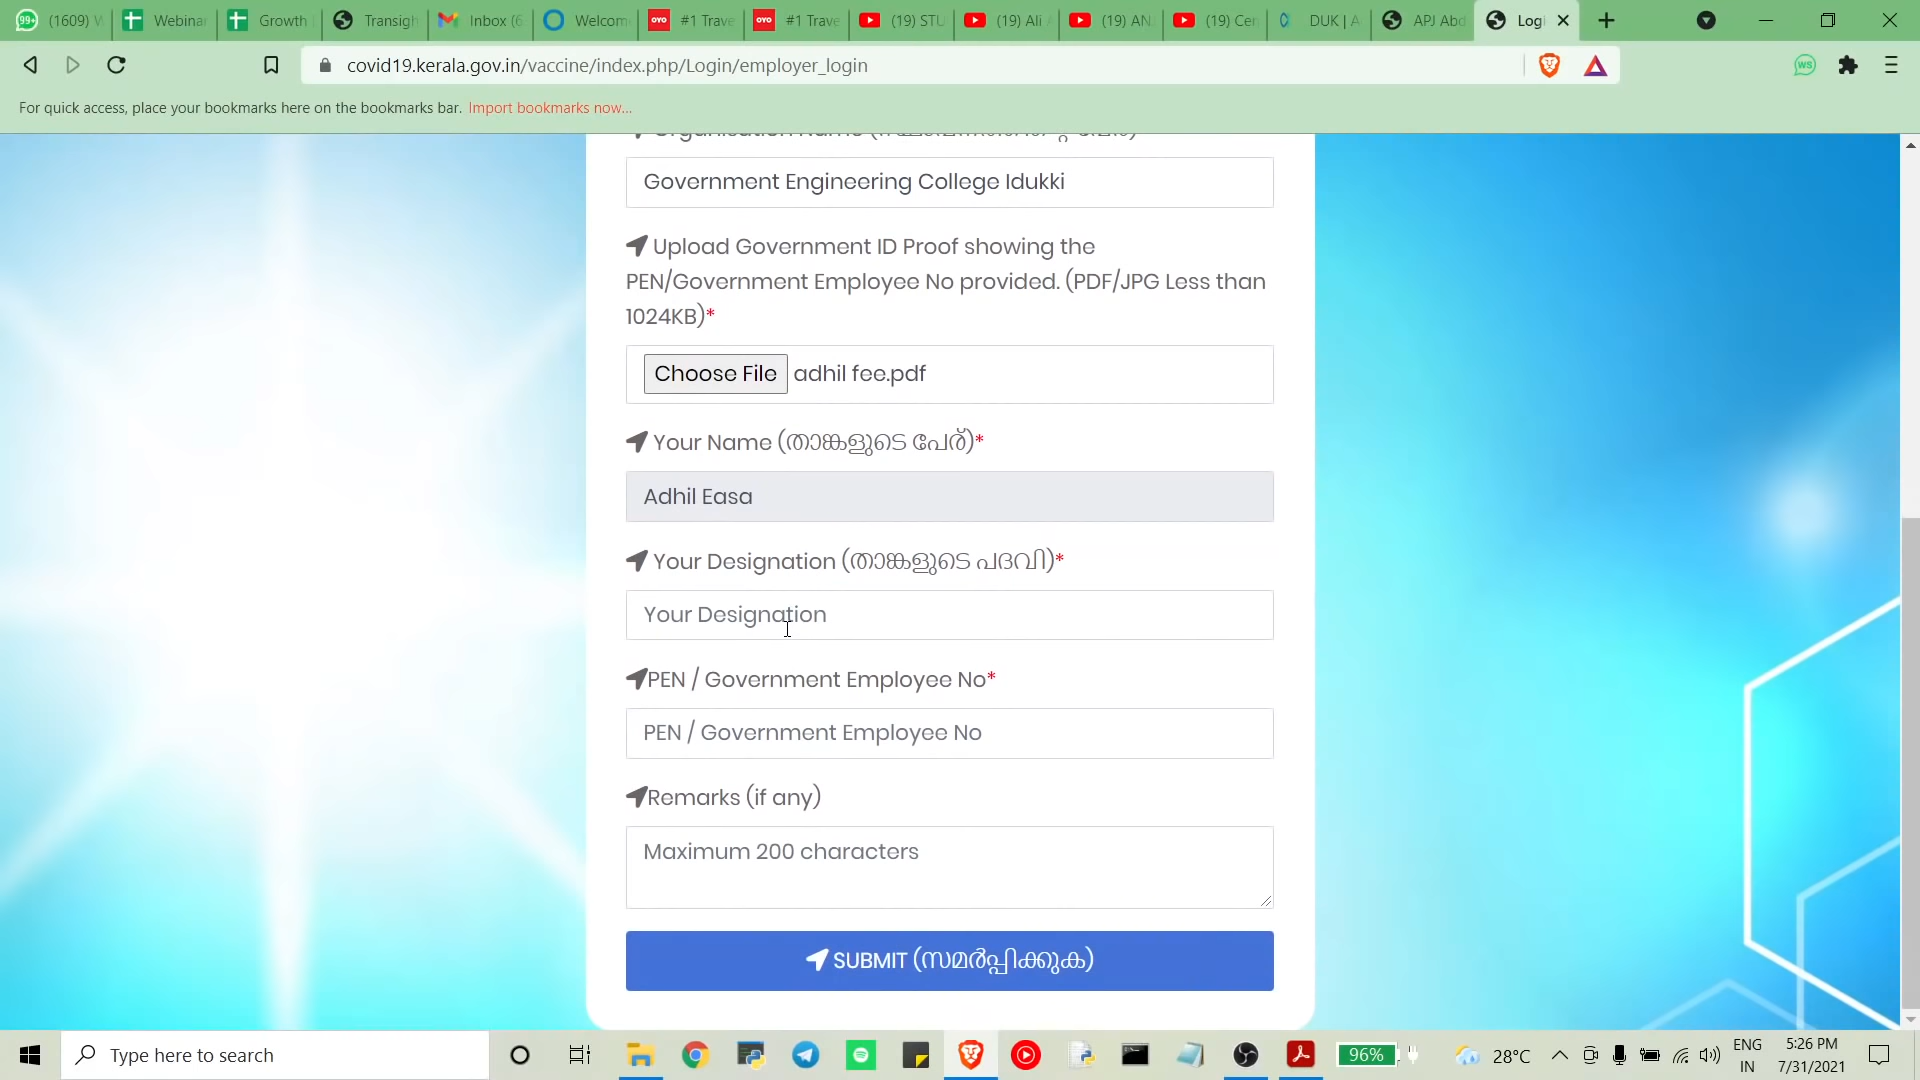 99+ (1609) W Webinar Growth Transigh Inbox (6 Welcom OYO #1 Trave OYO #1 Trave (19) STU (19) Ali (19) AN (19) Cen DUK | A APJ Abd Logi
covid19.kerala.gov.in/vaccine/index.php/Login/employer_login WS
For quick access, place your bookmarks here on the bookmarks bar. Import bookmarks now...
Government Engineering College Idukki
Upload Government ID Proof showing the
PEN/Government Employee No provided. (PDF/JPG Less than
1024KB)*
Choose File adhil fee.pdf
Your Name (താങ്കളുടെ പേര്)*
Adhil Easa
Your Designation (താങ്കളുടെ പദവി)*
Your Designation
PEN / Government Employee No*
PEN / Government Employee No
Remarks (if any)
Maximum 200 characters
SUBMIT (സമർപ്പിക്കുക)
Type here to search 96% 28°C ENG 5:26 PM
IN 7/31/2021